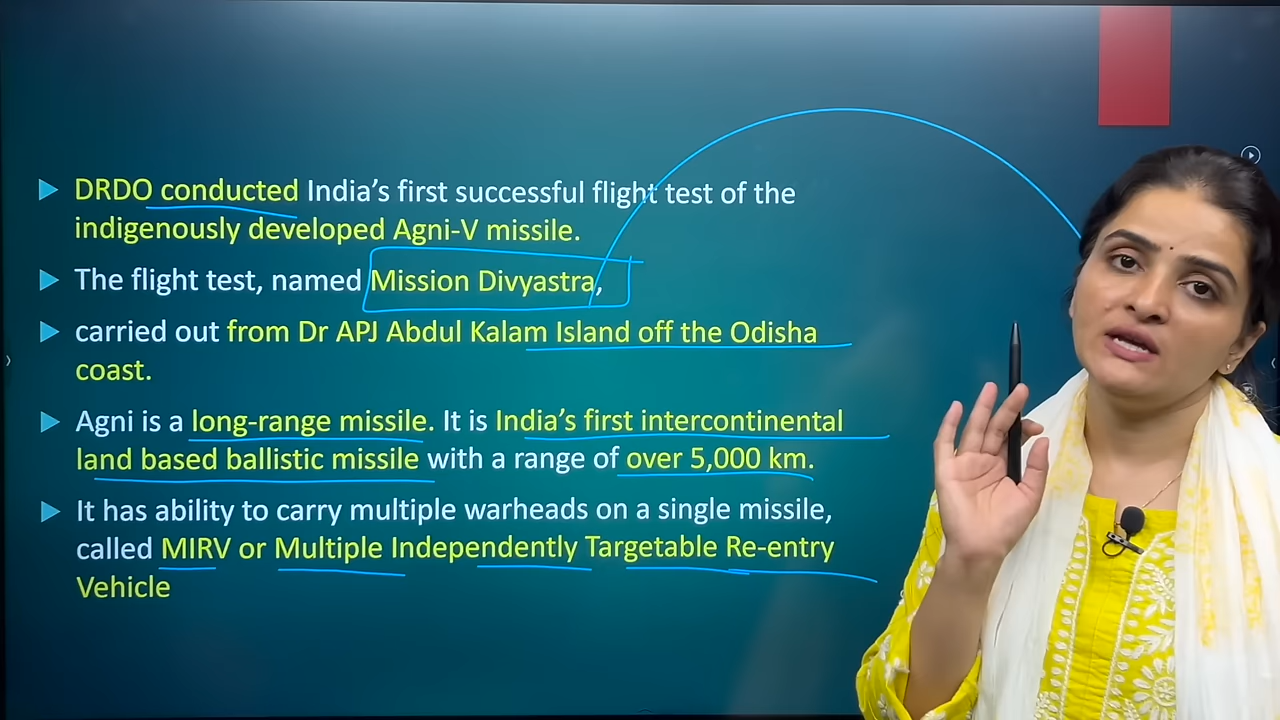 DRDO conducted India’s first successful flight test of the
indigenously developed Agni-V missile.
The flight test, named Mission Divyastra,
carried out from Dr APJ Abdul Kalam Island off the Odisha
coast.
Agni is a long-range missile. It is India’s first intercontinental
land based ballistic missile with a range of over 5,000 km.
It has ability to carry multiple warheads on a single missile,
called MIRV or Multiple Independently Targetable Re-entry
Vehicle